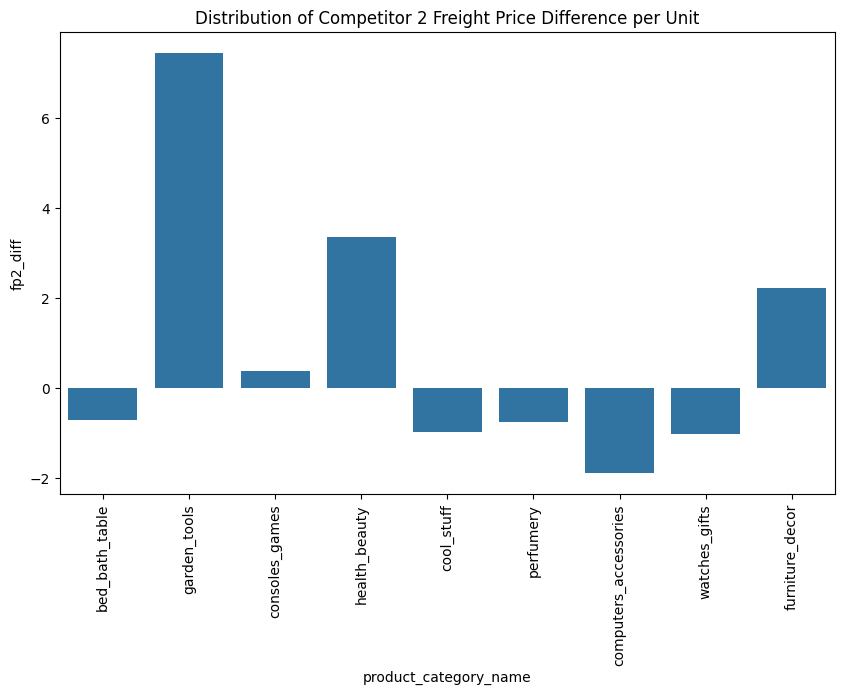 Distribution of Competitor 2 Freight Price Difference per Unit
fp2_diff
6
4
2
0
−2
bed_bath_table
garden_tools
consoles_games
health_beauty
cool_stuff
perfumery
computers_accessories
watches_gifts
furniture_decor
product_category_name